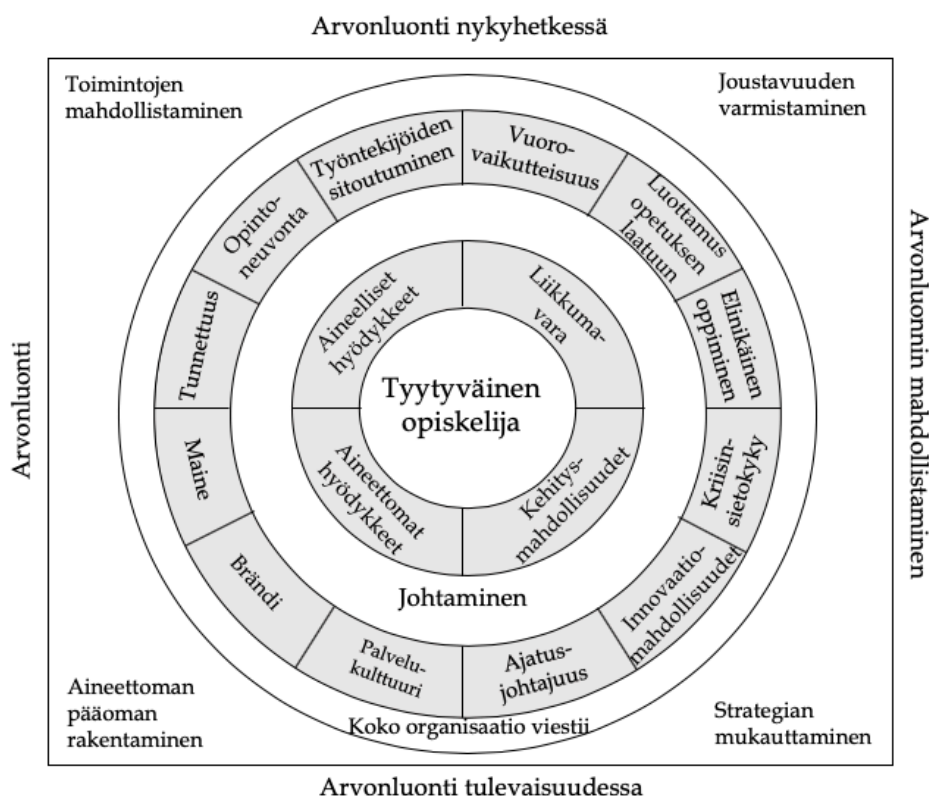 Arvonluonti nykyhetkessä
Toimintojen
mahdollistaminen
Joustavuuden
varmistaminen
Työntekijöiden
sitoutuminen
Vuoro-
vaikutteisuus
Opinto-
neuvonta
Luottamus
opetuksen
laatuun
Tunnettuus
Elinikäinen
oppiminen
Aineelliset
hyödykkeet
Liikkuma-
vara
Arvonluonti
Tyytyväinen
opiskelija
Arvonluonnin mahdollistaminen
Maine
Kriisin-
sietokyky
Aineettomat
hyödykkeet
Kehitys-
mahdollisuudet
Brändi
Johtaminen
Innovaatio-
mahdollisuudet
Palvelu-
kulttuuri
Ajatus-
johtajuus
Aineettoman
pääoman
rakentaminen
Koko organisaatio viestii
Strategian
mukauttaminen
Arvonluonti tulevaisuudessa